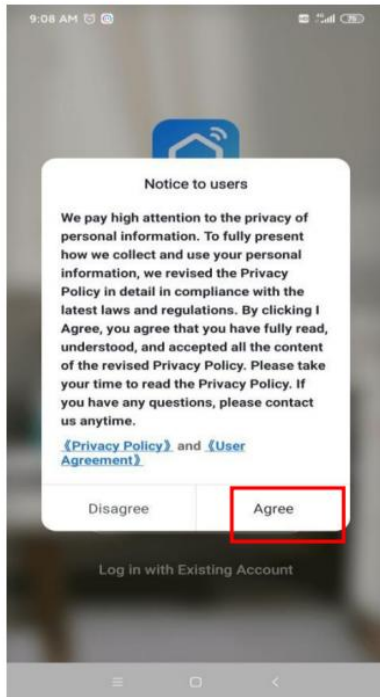 9:08 AM
Notice to users
We pay high attention to the privacy of
personal information. To fully present
how we collect and use your personal
information, we revised the Privacy
Policy in detail in compliance with the
latest laws and regulations. By clicking I
Agree, you agree that you have fully read,
understood, and accepted all the content
of the revised Privacy Policy. Please take
your time to read the Privacy Policy. If
you have any questions, please contact
us anytime.
《Privacy Policy》 and 《User
Agreement》
Disagree
Agree
Log in with Existing Account